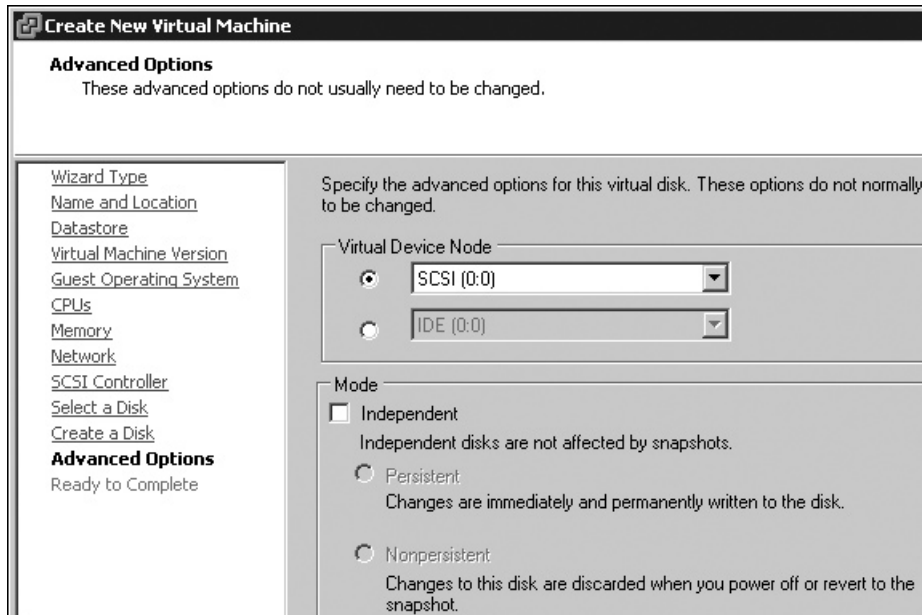 Create New Virtual Machine
Advanced Options
These advanced options do not usually need to be changed.
Wizard Type
Name and Location
Datastore
Virtual Machine Version
Guest Operating System
CPUs
Memory
Network
SCSI Controller
Select a Disk
Create a Disk
Advanced Options
Ready to Complete
Specify the advanced options for this virtual disk. These options do not normally
to be changed.
Virtual Device Node
SCSI (0:0)
IDE (0:0)
Mode
Independent
Independent disks are not affected by snapshots.
Persistent
Changes are immediately and permanently written to the disk.
Nonpersistent
Changes to this disk are discarded when you power off or revert to the
snapshot.